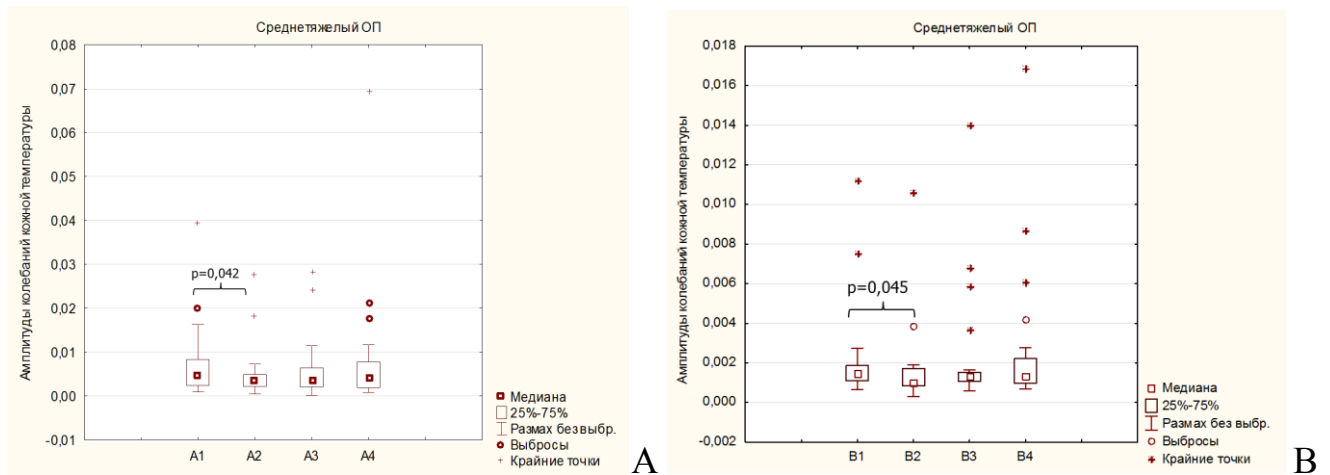 Среднетяжелый ОП
Амплитуды колебаний кожной температуры
0,08
0,07
0,06
0,05
0,04
0,03
0,02
0,01
0,00
-0,01
p=0,042
A1 A2 A3 A4
Медиана
25%-75%
Размах без выбр.
Выбросы
Крайние точки
A
Среднетяжелый ОП
Амплитуды колебаний кожной температуры
0,018
0,016
0,014
0,012
0,010
0,008
0,006
0,004
0,002
0,000
-0,002
p=0,045
B1 B2 B3 B4
Медиана
25%-75%
Размах без выбр.
Выбросы
Крайние точки
B